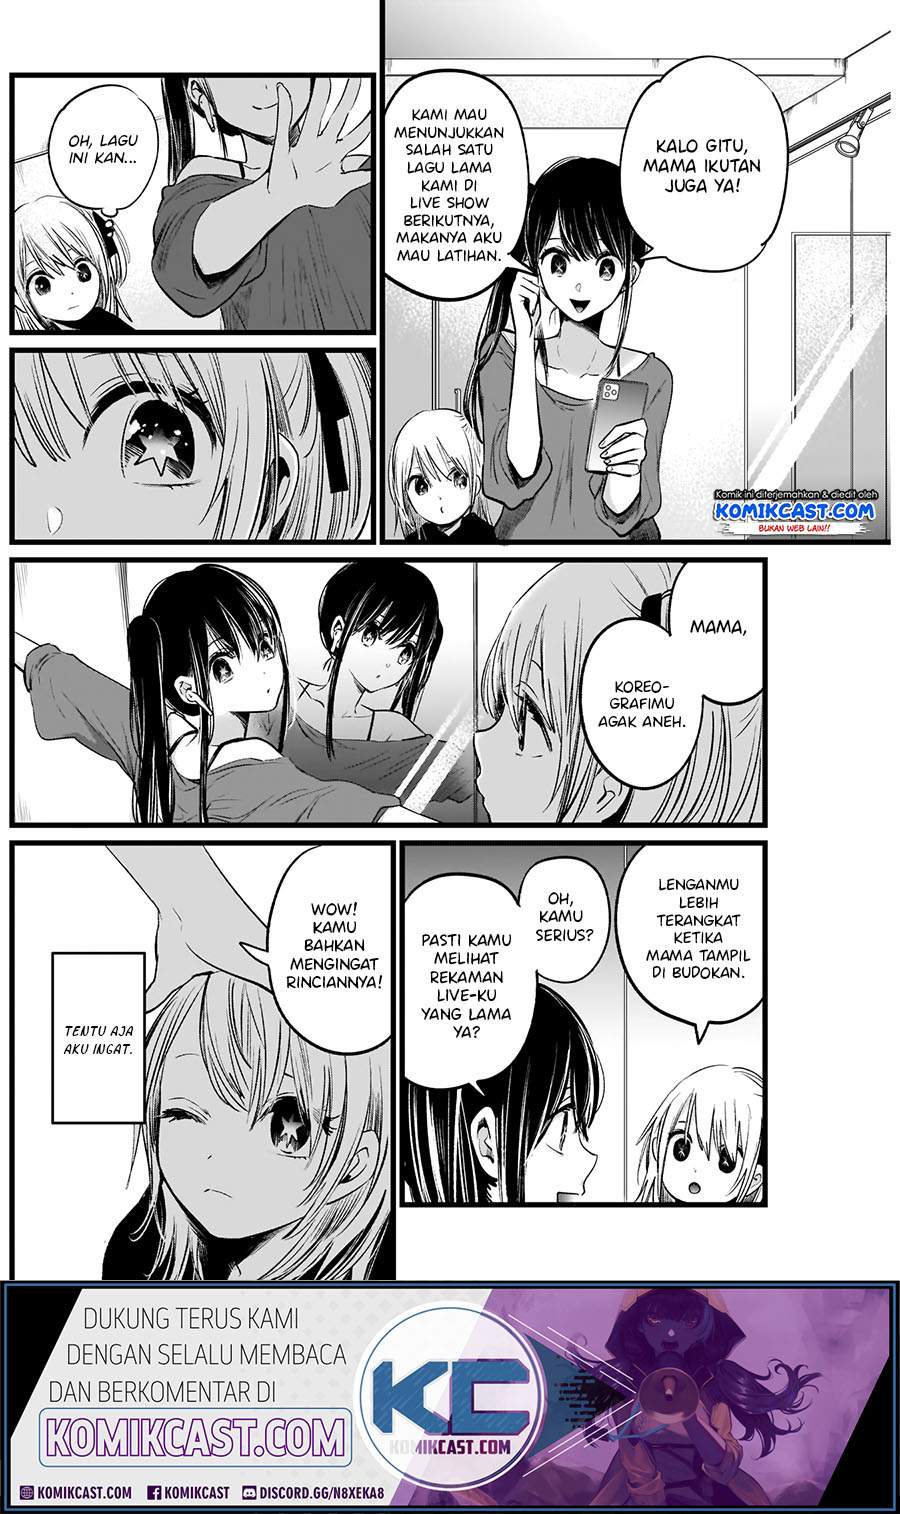 KALO GITU,
MAMA IKUTAN
JUGA YA!
KAMI MAU
MENUNJUKKAN
SALAH SATU
LAGU LAMA
KAMI DI
LIVE SHOW
BERIKUTNYA,
MAKANYA AKU
MAU LATIHAN.
Komik ini diterjemahkan & diedit oleh
KOMIKCAST.COM
BUKAN WEB LAIN!!
OH, LAGU
INI KAN...
MAMA,
KOREO-
GRAFIMU
AGAK ANEH.
LENGANMU
LEBIH
TERANGKAT
KETIKA
MAMA TAMPIL
DI BUDOKAN.
OH,
KAMU
SERIUS?
PASTI KAMU
MELIHAT
REKAMAN
LIVE-KU
YANG LAMA
YA?
WOW!
KAMU
BAHKAN
MENGINGAT
RINCIANNYA!
TENTU AJA
AKU INGAT.
DUKUNG TERUS KAMI
DENGAN SELALU MEMBACA
DAN BERKOMENTAR DI
KOMIKCAST.COM
KC
KOMIKCAST.COM
KOMIKCAST.COM KOMIKCAST DISCORD.GG/N8XEKA8